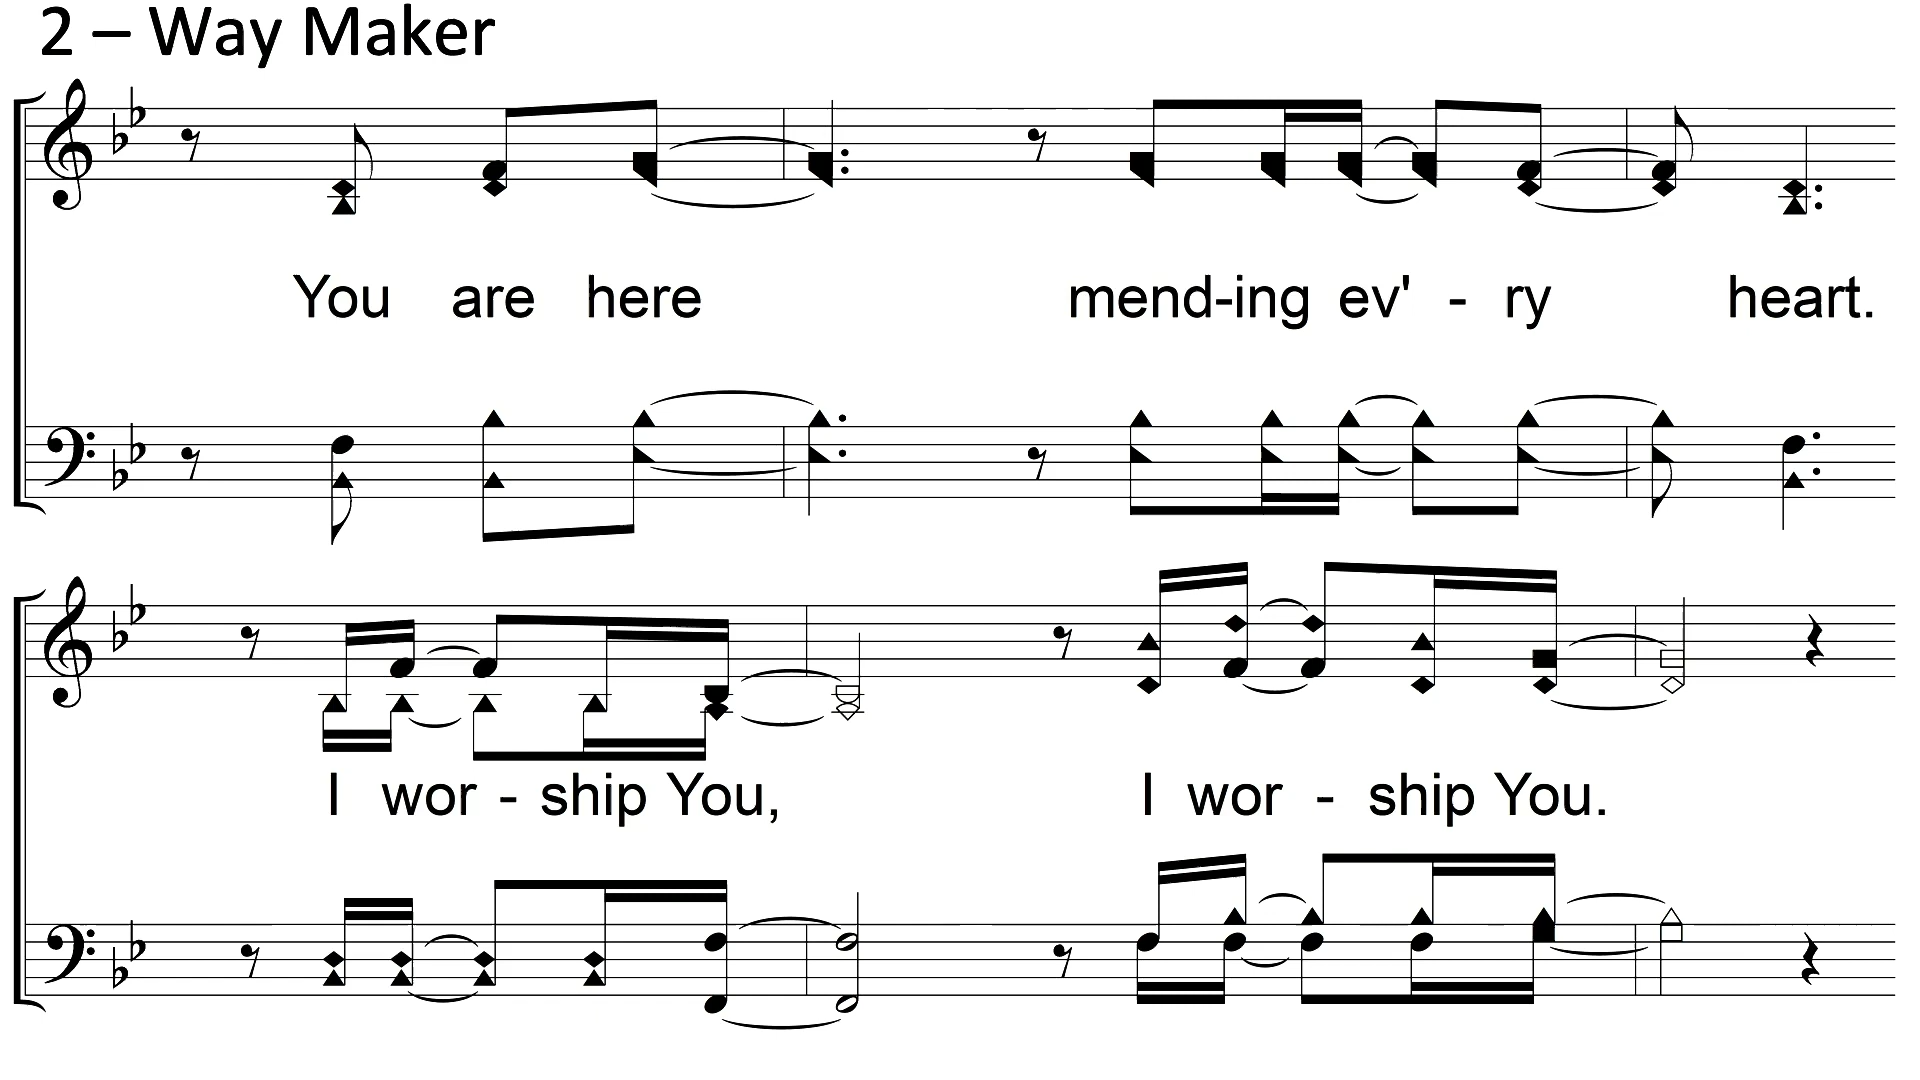 2 – Way Maker
You are here mend-ing ev' - ry heart.
I wor - ship You, I wor - ship You.